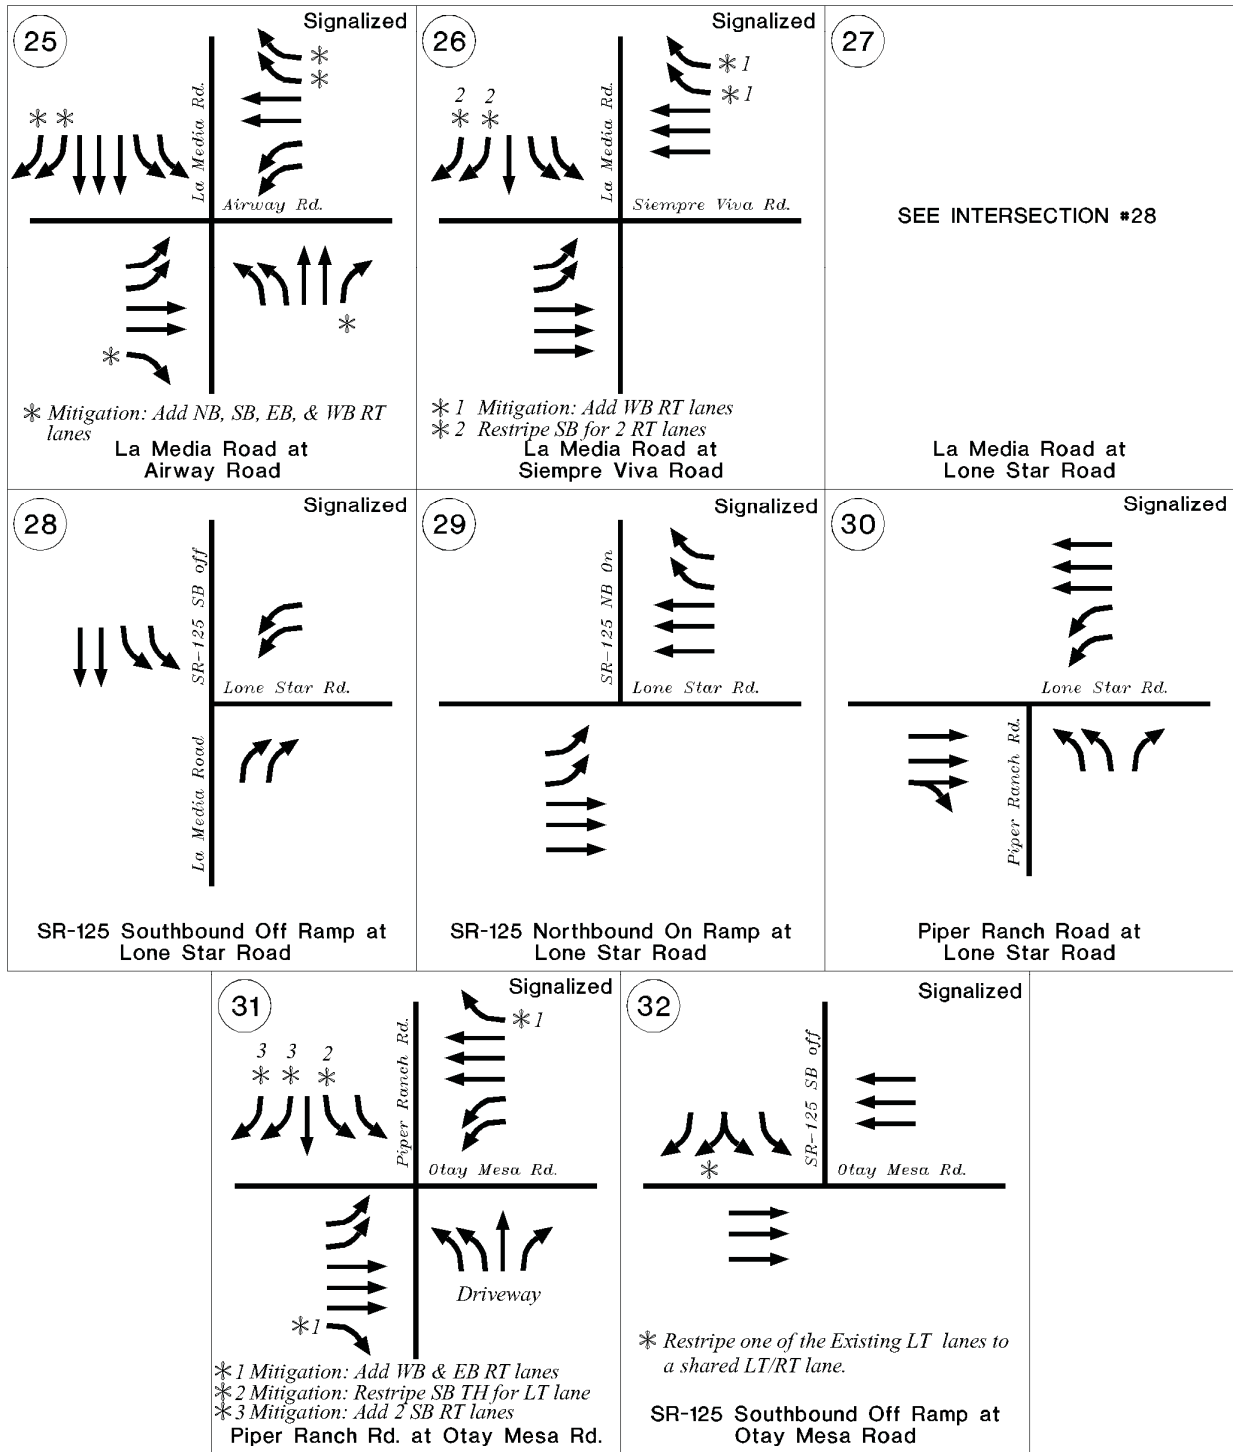 25
Signalized
La Media Rd.
Airway Rd.
✻ Mitigation: Add NB, SB, EB, & WB RT
lanes
La Media Road at
Airway Road
26
Signalized
✻ 1
✻ 1
2 2
La Media Rd.
Siempre Viva Rd.
✻ 1 Mitigation: Add WB RT lanes
✻ 2 Restripe SB for 2 RT lanes
La Media Road at
Siempre Viva Road
27
SEE INTERSECTION #28
La Media Road at
Lone Star Road
28
Signalized
SR-125 SB off
Lone Star Rd.
La Media Road
SR-125 Southbound Off Ramp at
Lone Star Road
29
Signalized
SR-125 NB On
Lone Star Rd.
SR-125 Northbound On Ramp at
Lone Star Road
30
Signalized
Lone Star Rd.
Piper Ranch Rd.
Piper Ranch Road at
Lone Star Road
31
Signalized
✻ 1
3 3 2
Piper Ranch Rd.
Otay Mesa Rd.
Driveway
✻ 1
✻ 1 Mitigation: Add WB & EB RT lanes
✻ 2 Mitigation: Restripe SB TH for LT lane
✻ 3 Mitigation: Add 2 SB RT lanes
Piper Ranch Rd. at Otay Mesa Rd.
32
Signalized
SR-125 SB off
Otay Mesa Rd.
✻ Restripe one of the Existing LT lanes to
a shared LT/RT lane.
SR-125 Southbound Off Ramp at
Otay Mesa Road